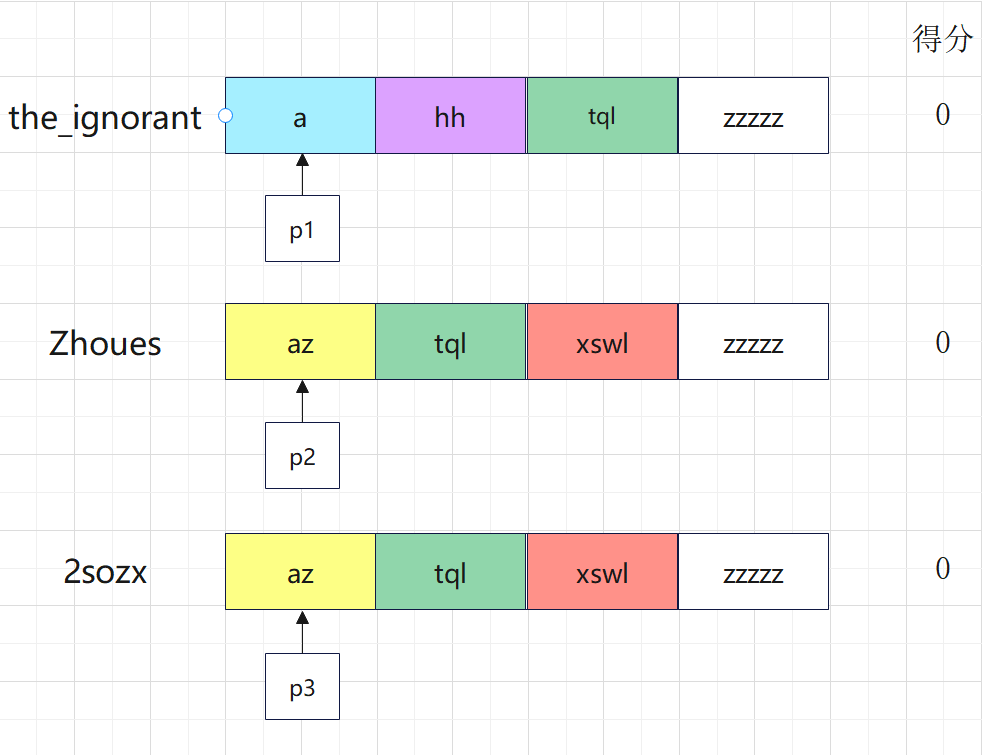 得分
the_ignorant a hh tql zzzzz 0
p1
Zhoues az tql xswl zzzzz 0
p2
2sozx az tql xswl zzzzz 0
p3